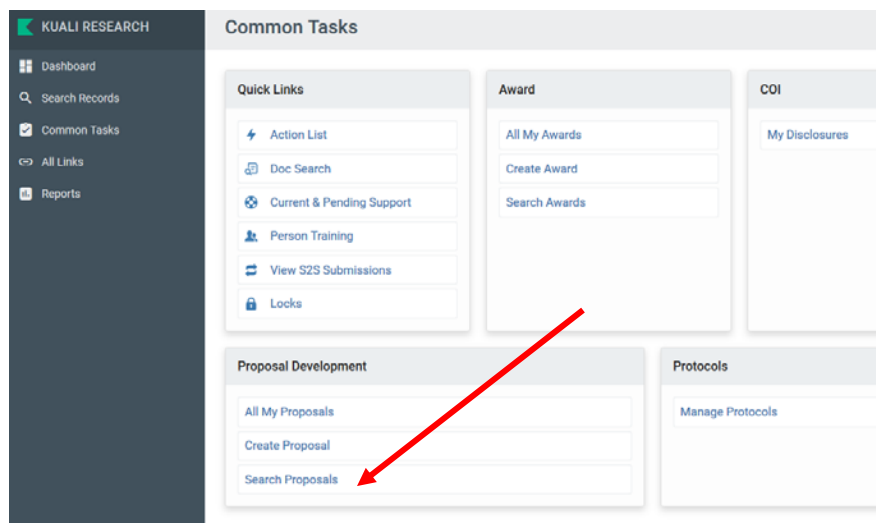 KUALI RESEARCH
Dashboard
Search Records
Common Tasks
All Links
Reports
Common Tasks
Quick Links
Action List
Doc Search
Current & Pending Support
Person Training
View S2S Submissions
Locks
Award
All My Awards
Create Award
Search Awards
COI
My Disclosures
Proposal Development
All My Proposals
Create Proposal
Search Proposals
Protocols
Manage Protocols